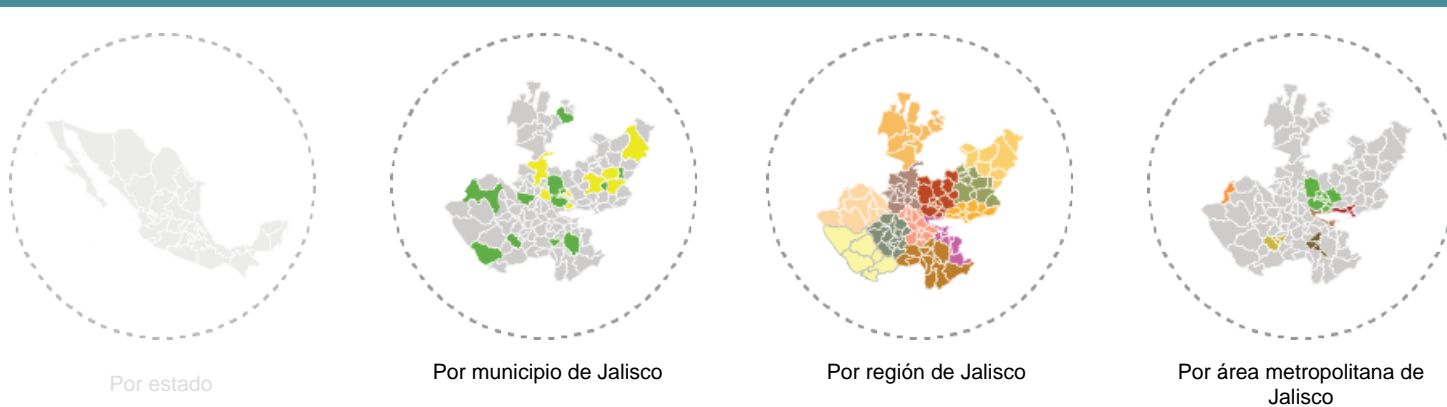 Por estado
Por municipio de Jalisco
Por región de Jalisco
Por área metropolitana de
Jalisco